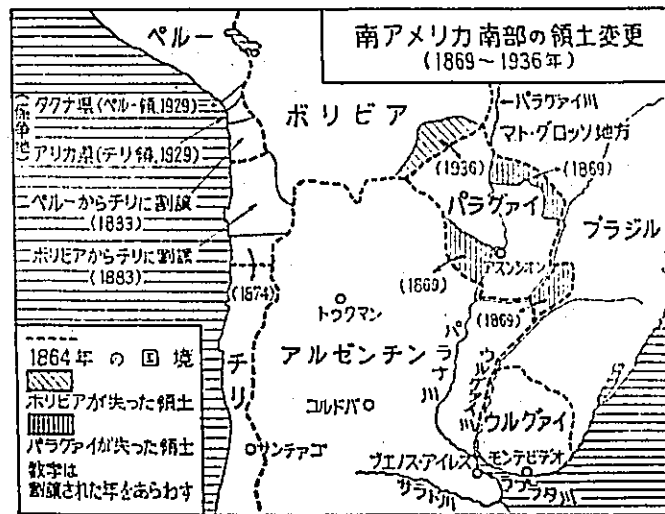 南アメリカ南部の領土変更
(1869～1936年)
ペルー
(係争地)
タクナ県(ペルー領,1929)
アリカ県(チリ領,1929)
ペルーからチリに割譲
(1883)
ボリビアからチリに割譲
(1883)
(1874)
ボリビア
←パラグァイ川
マト・グロッソ地方
(1936)
(1869)
パラグァイ
ブラジル
アスンシオン
(1869)
(1869)
トゥクマン
アルゼンチン
パラナ川
ウルグァイ川
チリ
コルドバ
サンチァゴ
ウルグァイ
ブエノス・アイレス
モンテビデオ
ラプラタ川
サラド川
1864年の国境
ボリビアが失った領土
パラグァイが失った領土
数字は
割譲された年をあらわす